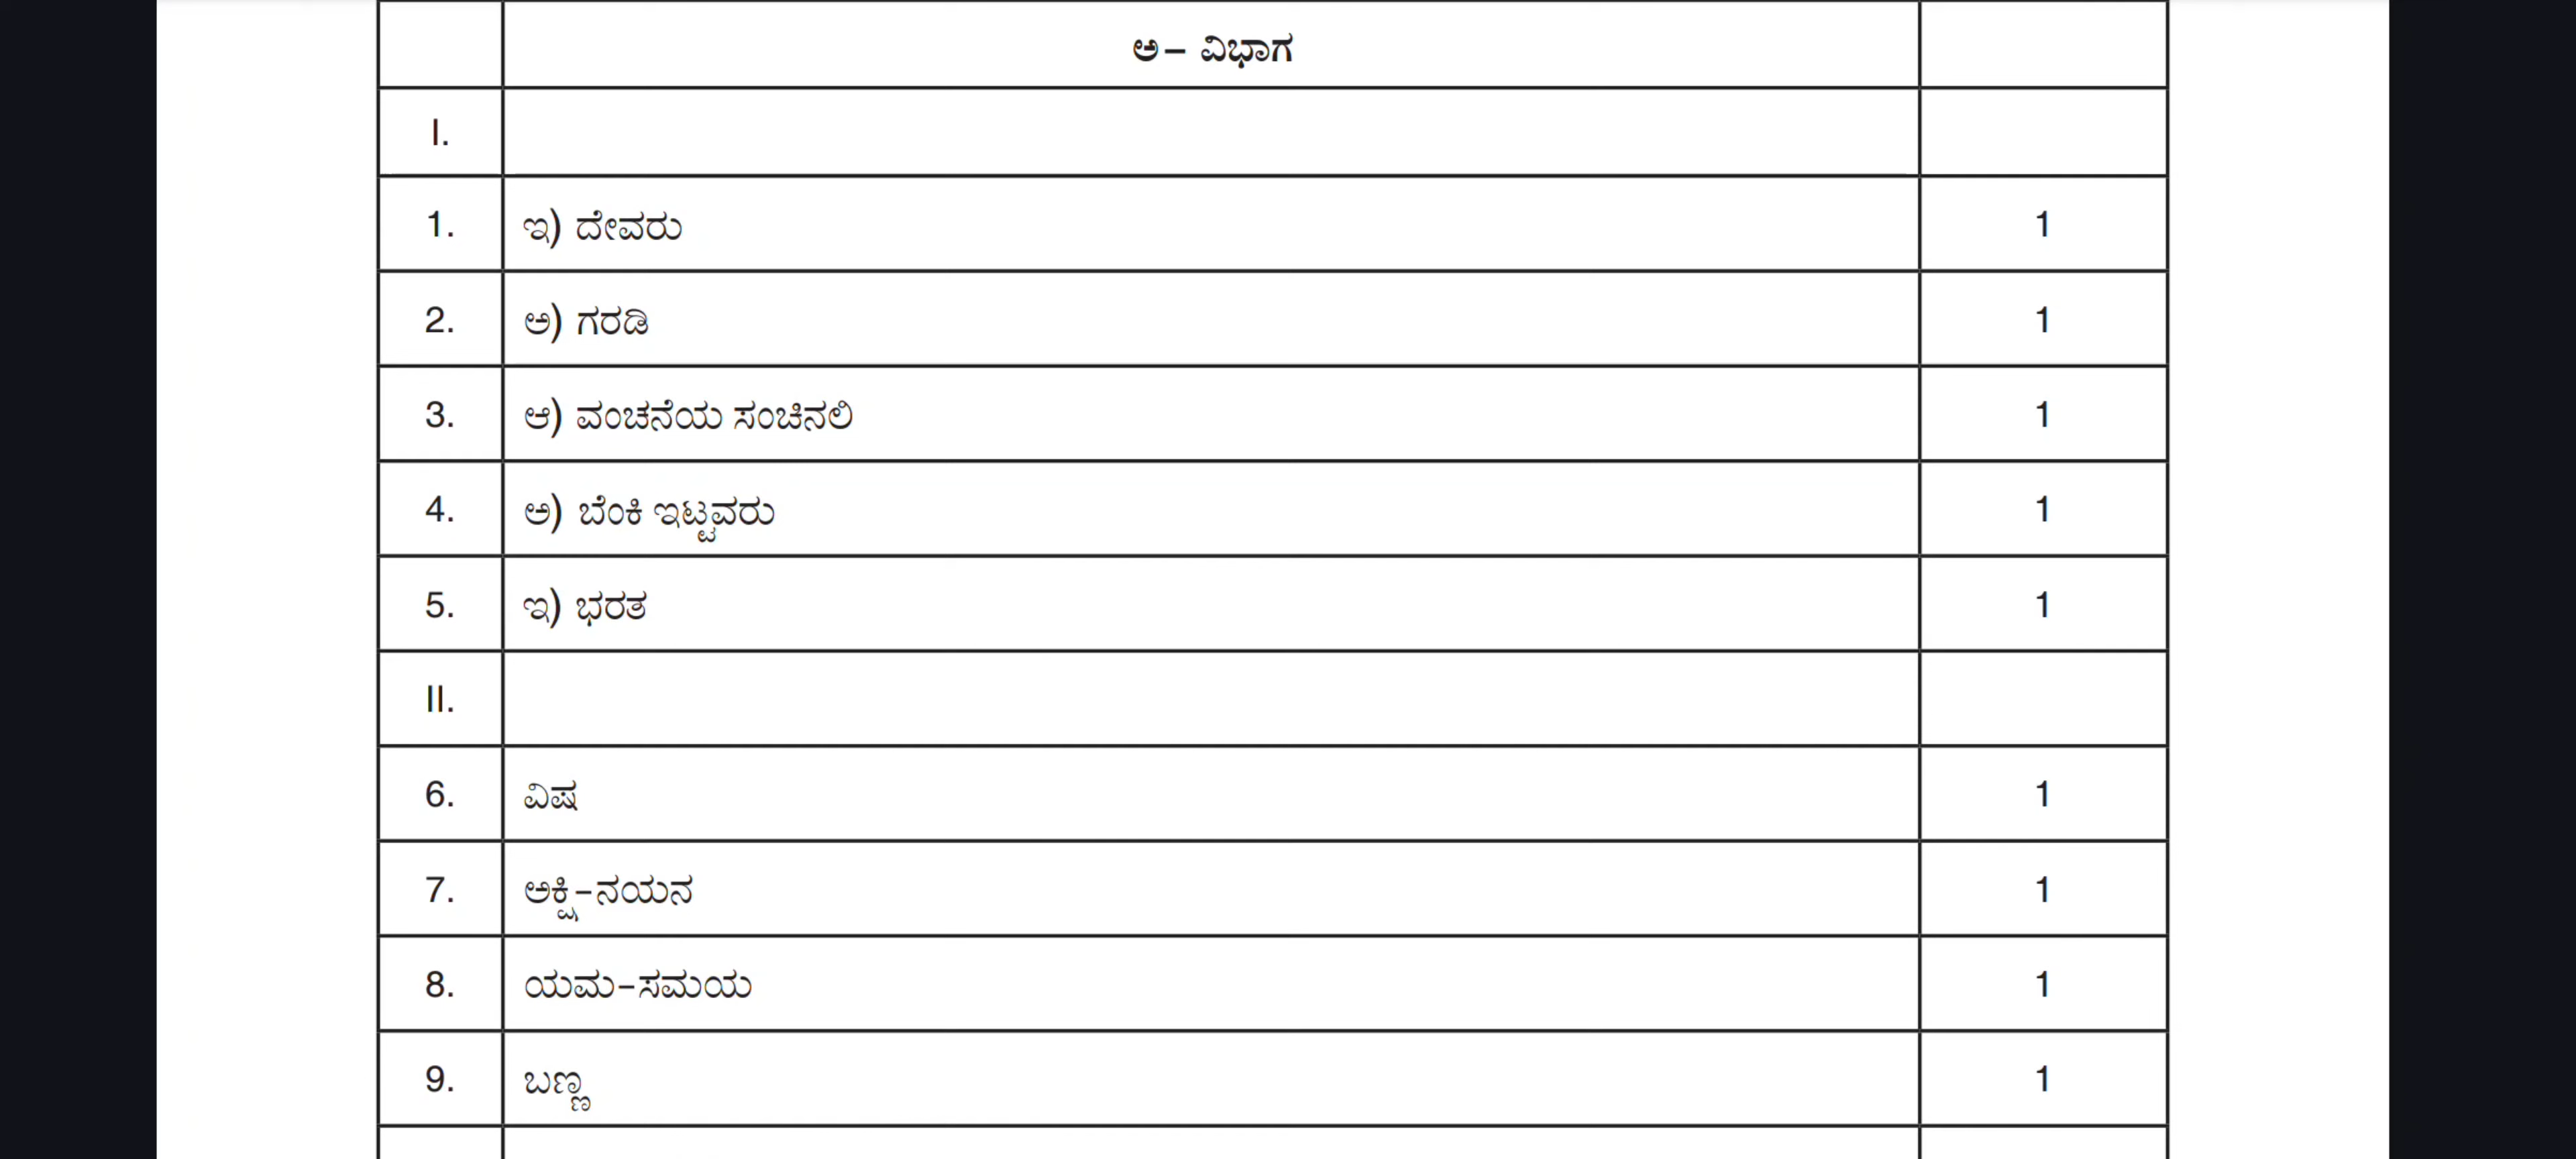 ಅ– ವಿಭಾಗ
I.
1. ಇ) ದೇವರು 1
2. ಅ) ಗರಡಿ 1
3. ಆ) ವಂಚನೆಯ ಸಂಚಿನಲಿ 1
4. ಅ) ಬೆಂಕಿ ಇಟ್ಟವರು 1
5. ಇ) ಭರತ 1
II.
6. ವಿಷ 1
7. ಅಕ್ಷಿ–ನಯನ 1
8. ಯಮ–ಸಮಯ 1
9. ಬಣ್ಣ 1